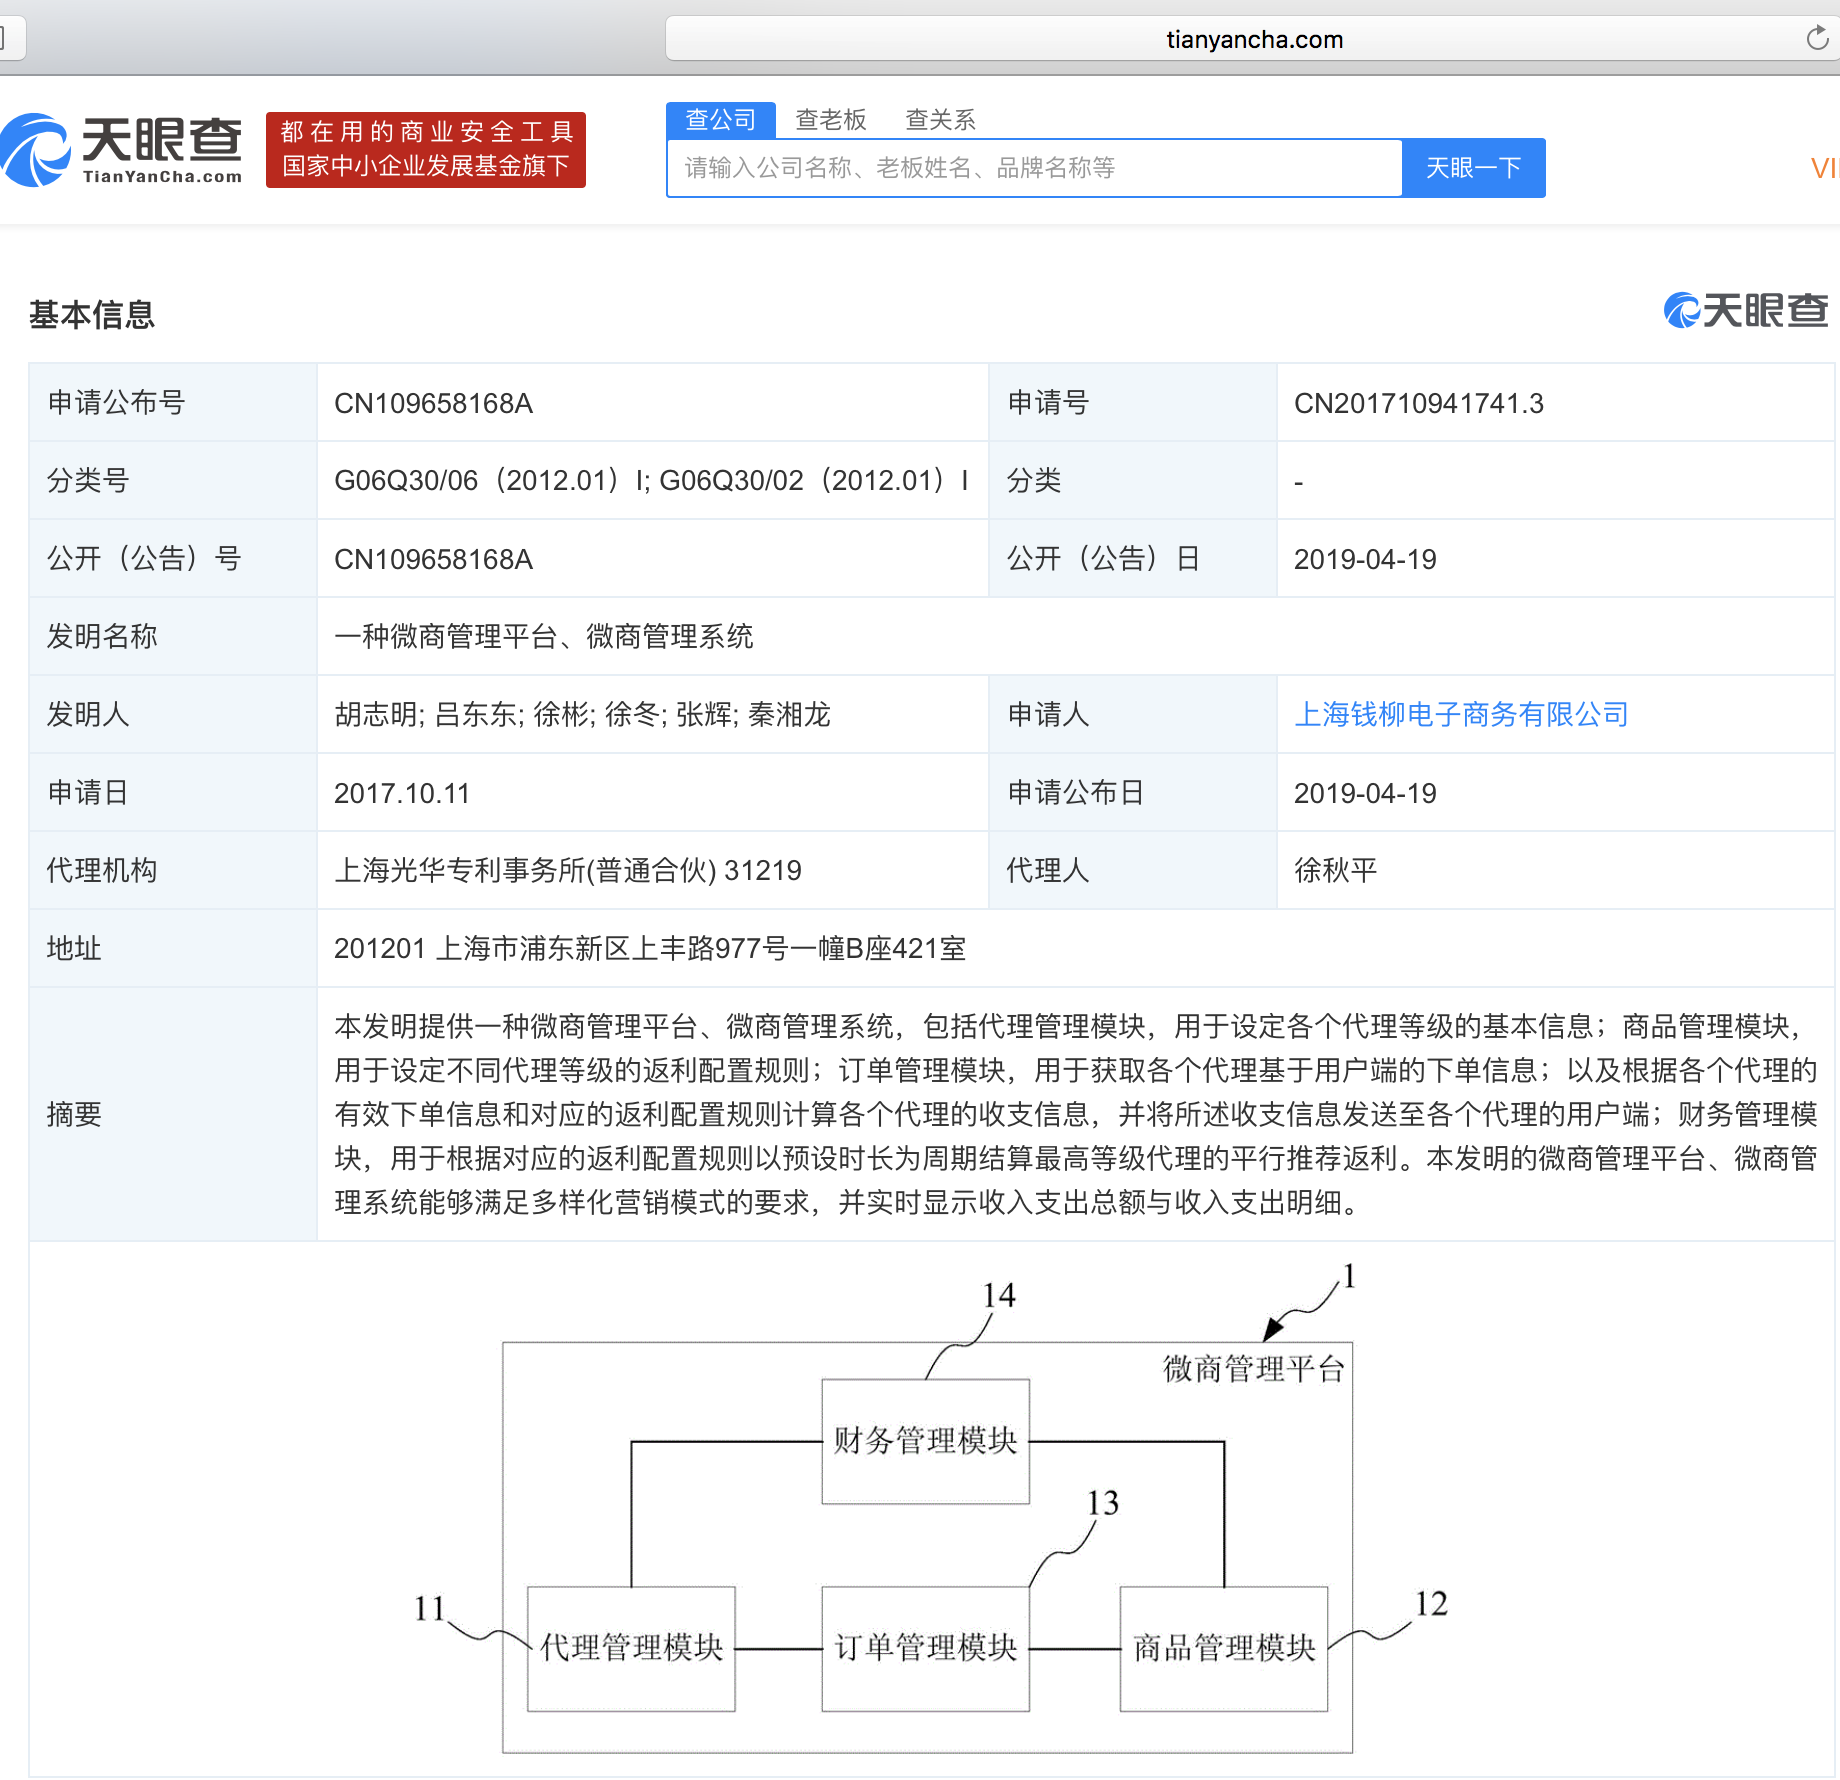 tianyancha.com
天眼查
TianYanCha.com
都在用的商业安全工具
国家中小企业发展基金旗下
查公司 查老板 查关系
请输入公司名称、老板姓名、品牌名称等
天眼一下
基本信息
天眼查
申请公布号 CN109658168A 申请号 CN201710941741.3
分类号 G06Q30/06（2012.01）I; G06Q30/02（2012.01）I 分类 -
公开（公告）号 CN109658168A 公开（公告）日 2019-04-19
发明名称 一种微商管理平台、微商管理系统
发明人 胡志明; 吕东东; 徐彬; 徐冬; 张辉; 秦湘龙 申请人 上海钱柳电子商务有限公司
申请日 2017.10.11 申请公布日 2019-04-19
代理机构 上海光华专利事务所(普通合伙) 31219 代理人 徐秋平
地址 201201 上海市浦东新区上丰路977号一幢B座421室
摘要
本发明提供一种微商管理平台、微商管理系统，包括代理管理模块，用于设定各个代理等级的基本信息；商品管理模块，
用于设定不同代理等级的返利配置规则；订单管理模块，用于获取各个代理基于用户端的下单信息；以及根据各个代理的
有效下单信息和对应的返利配置规则计算各个代理的收支信息，并将所述收支信息发送至各个代理的用户端；财务管理模
块，用于根据对应的返利配置规则以预设时长为周期结算最高等级代理的平行推荐返利。本发明的微商管理平台、微商管
理系统能够满足多样化营销模式的要求，并实时显示收入支出总额与收入支出明细。
1
14
微商管理平台
财务管理模块
13
11
12
代理管理模块 订单管理模块 商品管理模块